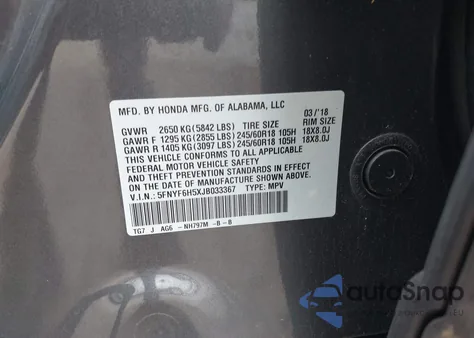 MFD. BY HONDA MFG. OF ALABAMA, LLC 03/'18
GVWR 2650 KG (5842 LBS) TIRE SIZE RIM SIZE
GAWR F 1295 KG (2855 LBS) 245/60R18 105H 18X8.0J
GAWR R 1405 KG (3097 LBS) 245/60R18 105H 18X8.0J
THIS VEHICLE CONFORMS TO ALL APPLICABLE
FEDERAL MOTOR VEHICLE SAFETY AND
THEFT PREVENTION STANDARDS IN EFFECT ON
THE DATE OF MANUFACTURE SHOWN ABOVE.
V.I.N.: 5FNYF6H5XJB033367 TYPE: MPV
TG7. J AG6 -NH797M -B -B
autoSnap